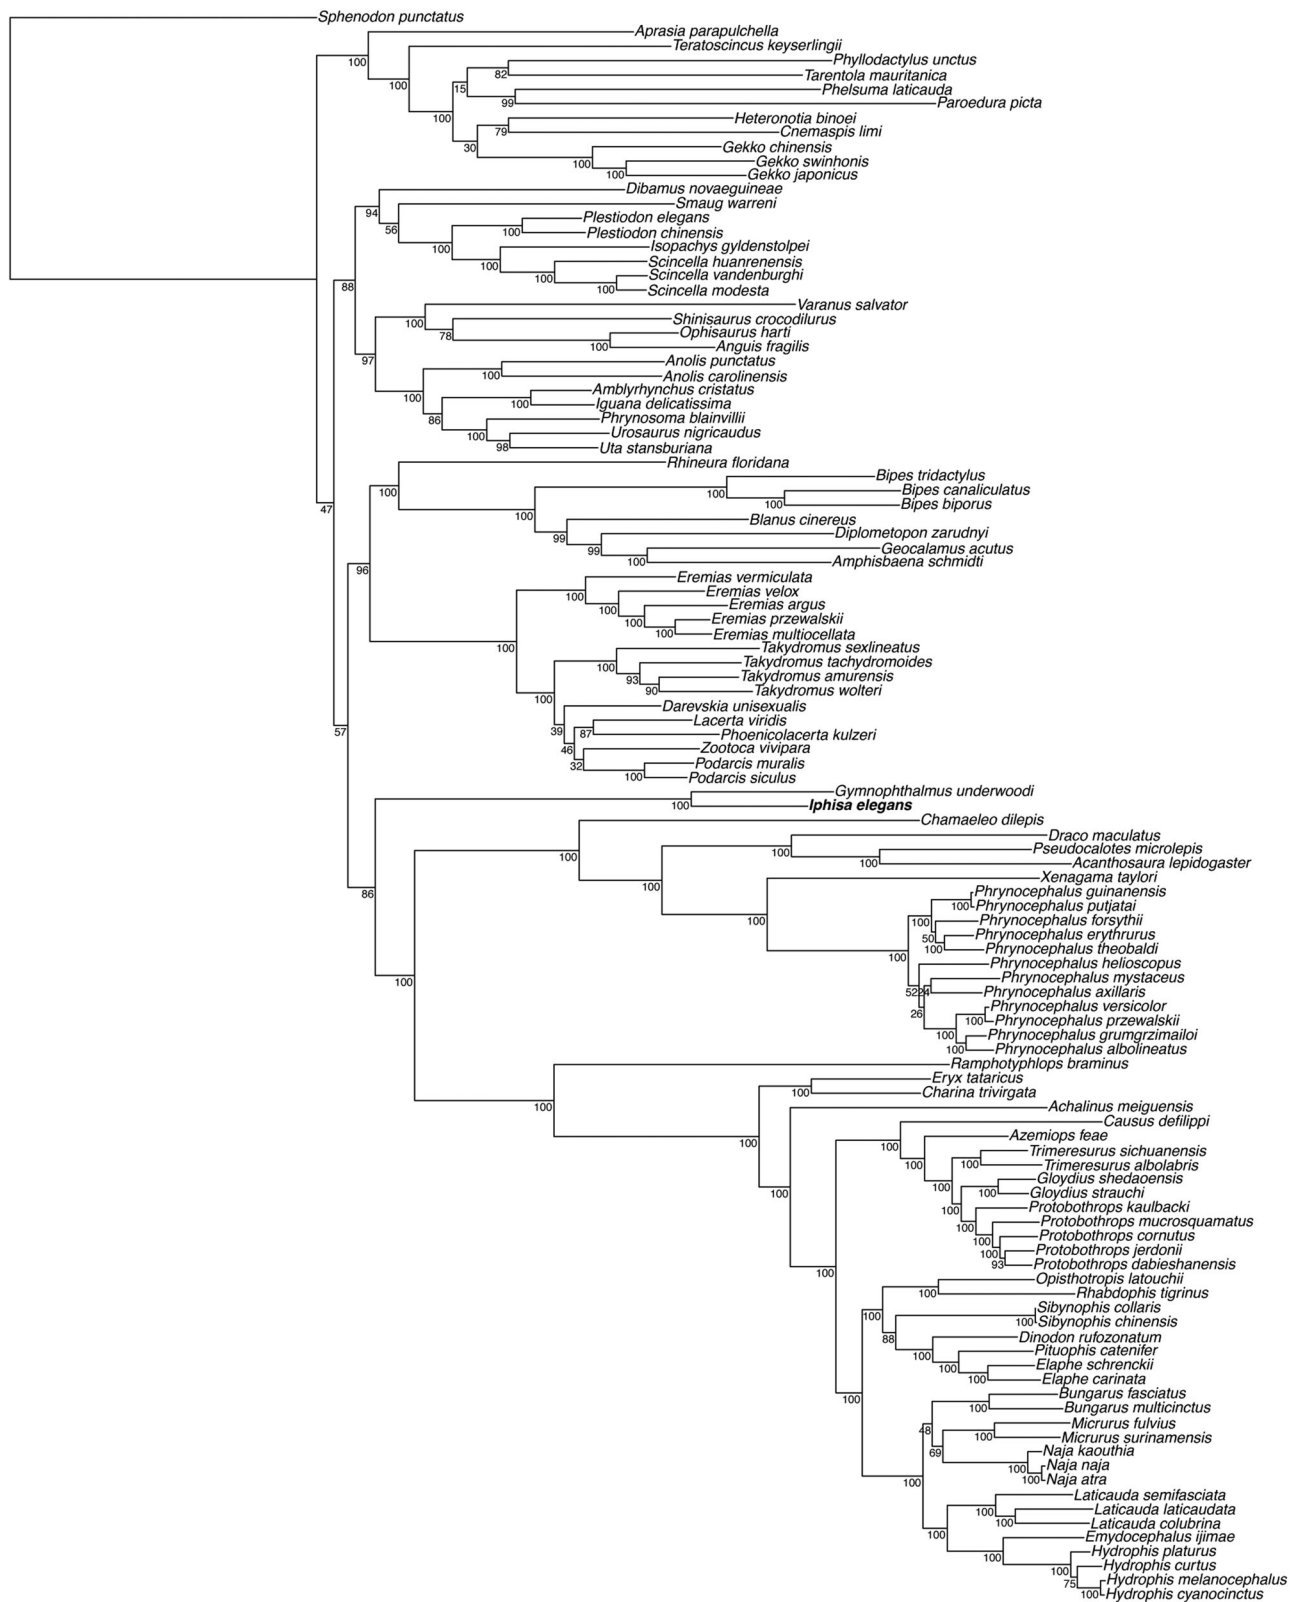 Sphenodon punctatus
Aprasia parapulchella
100
Teratoscincus keyserlingii
100
Phyllodactylus unctus
82
Tarentola mauritanica
15
Phelsuma laticauda
99
Paroedura picta
100
Heteronotia binoei
79
Cnemaspis limi
30
Gekko chinensis
100
Gekko swinhonis
100
Gekko japonicus
Dibamus novaeguineae
94
Smaug warreni
56
Plestiodon elegans
100
Plestiodon chinensis
100
Isopachys gyldenstolpei
100
Scincella huanrenensis
100
Scincella vandenburghi
100
Scincella modesta
88
Varanus salvator
100
Shinisaurus crocodilurus
78
Ophisaurus harti
100
Anguis fragilis
97
Anolis punctatus
100
Anolis carolinensis
100
Amblyrhynchus cristatus
100
Iguana delicatissima
86
Phrynosoma blainvillii
100
Urosaurus nigricaudus
98
Uta stansburiana
47
Rhineura floridana
100
Bipes tridactylus
100
Bipes canaliculatus
100
Bipes biporus
100
Blanus cinereus
99
Diplometopon zarudnyi
99
Geocalamus acutus
100
Amphisbaena schmidti
96
Eremias vermiculata
100
Eremias velox
100
Eremias argus
100
Eremias przewalskii
100
Eremias multiocellata
100
Takydromus sexlineatus
100
Takydromus tachydromoides
93
Takydromus amurensis
90
Takydromus wolteri
100
Darevskia unisexualis
39
Lacerta viridis
87
Phoenicolacerta kulzeri
46
Zootoca vivipara
32
Podarcis muralis
100
Podarcis siculus
57
Gymnophthalmus underwoodi
100
Iphisa elegans
86
Chamaeleo dilepis
100
Draco maculatus
100
Pseudocalotes microlepis
100
Acanthosaura lepidogaster
100
Xenagama taylori
100
Phrynocephalus guinanensis
100
Phrynocephalus putjatai
100
Phrynocephalus forsythii
50
Phrynocephalus erythrurus
100
Phrynocephalus theobaldi
100
Phrynocephalus helioscopus
52
Phrynocephalus mystaceus
24
Phrynocephalus axillaris
26
Phrynocephalus versicolor
100
Phrynocephalus przewalskii
100
Phrynocephalus grumgrzimailoi
100
Phrynocephalus albolineatus
100
Ramphotyphlops braminus
100
Eryx tataricus
100
Charina trivirgata
100
Achalinus meiguensis
100
Causus defilippi
100
Azemiops feae
100
Trimeresurus sichuanensis
100
Trimeresurus albolabris
100
Gloydius shedaoensis
100
Gloydius strauchi
100
Protobothrops kaulbacki
100
Protobothrops mucrosquamatus
100
Protobothrops cornutus
100
Protobothrops jerdonii
93
Protobothrops dabieshanensis
100
Opisthotropis latouchii
100
Rhabdophis tigrinus
100
Sibynophis collaris
100
Sibynophis chinensis
88
Dinodon rufozonatum
100
Pituophis catenifer
100
Elaphe schrenckii
100
Elaphe carinata
100
Bungarus fasciatus
100
Bungarus multicinctus
48
Micrurus fulvius
100
Micrurus surinamensis
69
Naja kaouthia
100
Naja naja
100
Naja atra
100
Laticauda semifasciata
100
Laticauda laticaudata
100
Laticauda colubrina
100
Emydocephalus ijimae
100
Hydrophis platurus
100
Hydrophis curtus
75
Hydrophis melanocephalus
100
Hydrophis cyanocinctus